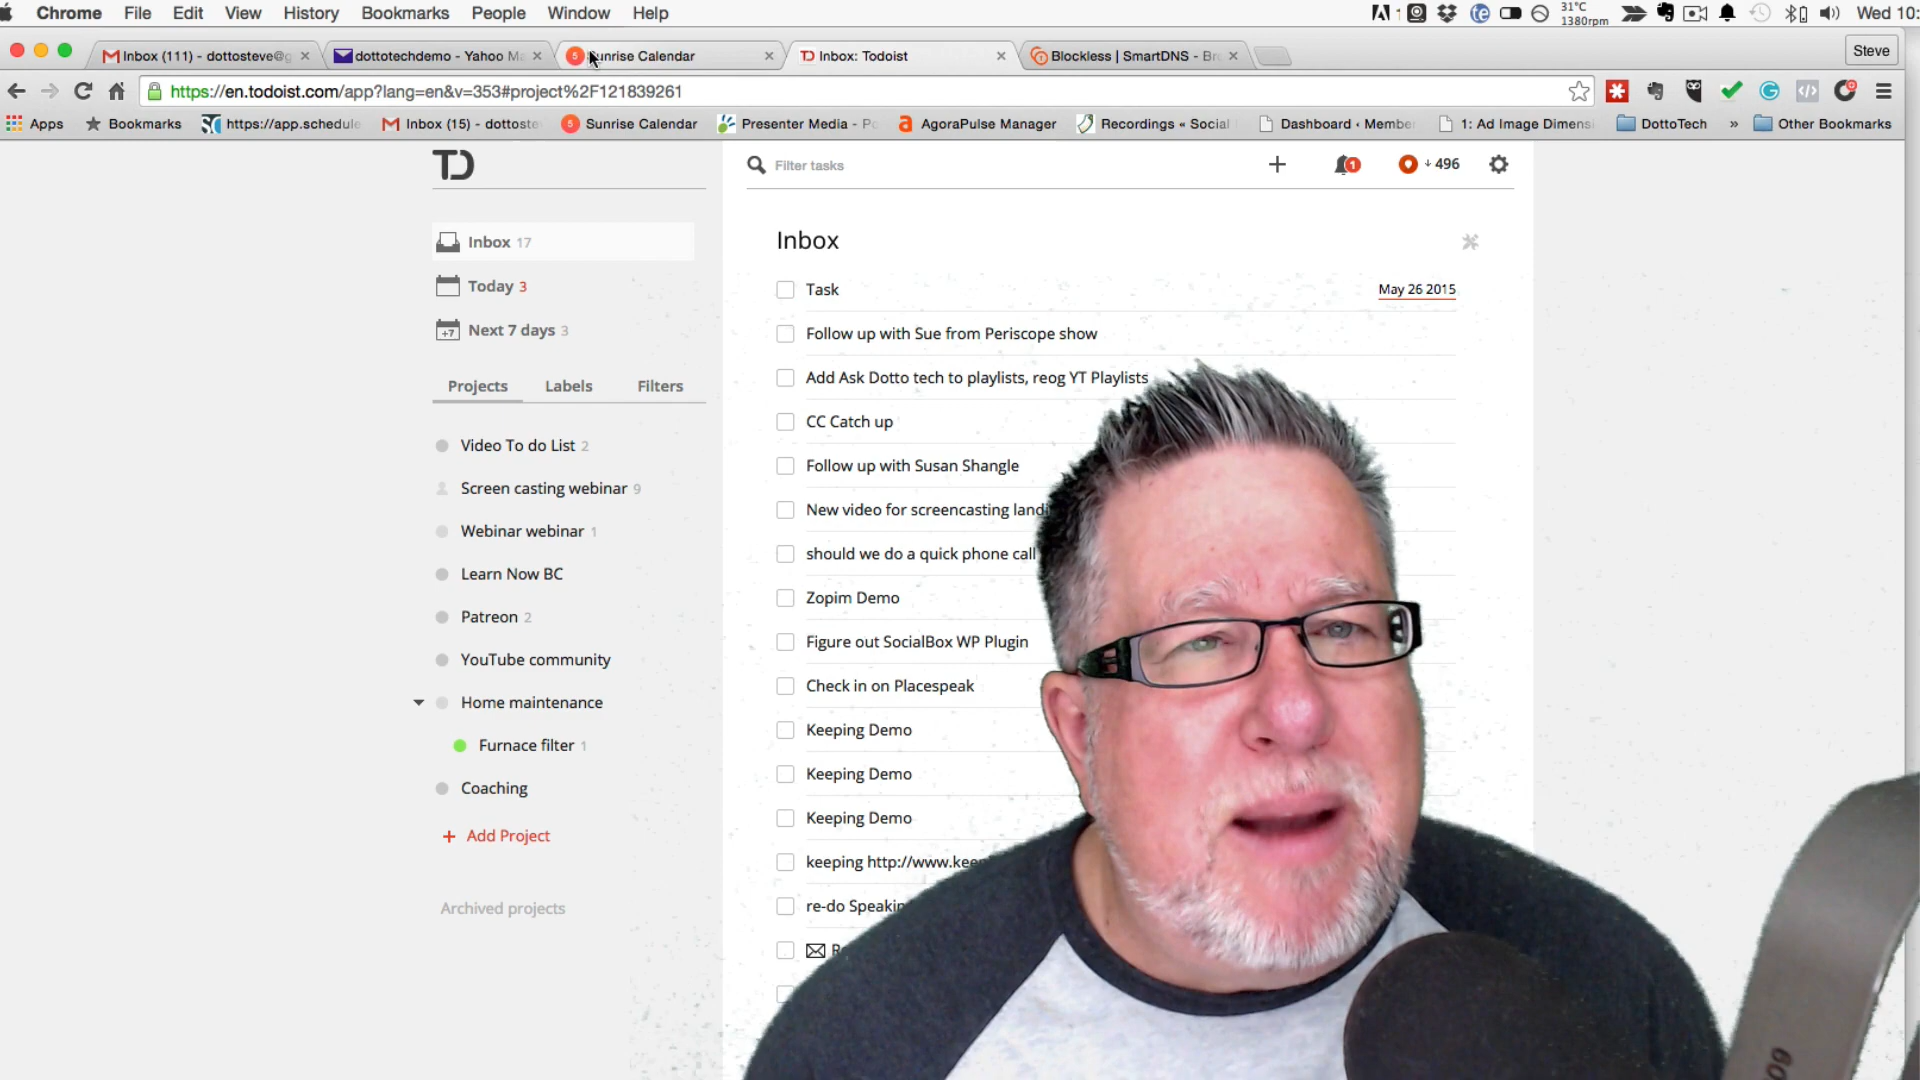 Chrome File Edit View History Bookmarks People Window Help
31°C
1380rpm
Wed 10:
Inbox (111) - dottosteve@g
dottotechdemo - Yahoo Ma
Sunrise Calendar
Inbox: Todoist
Blockless | SmartDNS - Br
Steve
https://en.todoist.com/app?lang=en&v=353#project%2F121839261
Apps
Bookmarks
https://app.schedule
Inbox (15) - dottoste
Sunrise Calendar
Presenter Media - P
AgoraPulse Manager
Recordings « Social
Dashboard ‹ Membe
1: Ad Image Dimens
DottoTech
»
Other Bookmarks
Filter tasks
1
496
Inbox 17
Today 3
+7 Next 7 days 3
Projects Labels Filters
Video To do List 2
Screen casting webinar 9
Webinar webinar 1
Learn Now BC
Patreon 2
YouTube community
Home maintenance
Furnace filter 1
Coaching
+ Add Project
Archived projects
Inbox
Task May 26 2015
Follow up with Sue from Periscope show
Add Ask Dotto tech to playlists, reog YT Playlists
CC Catch up
Follow up with Susan Shangle
New video for screencasting landi
should we do a quick phone call
Zopim Demo
Figure out SocialBox WP Plugin
Check in on Placespeak
Keeping Demo
Keeping Demo
Keeping Demo
keeping http://www.kee
re-do Speakin